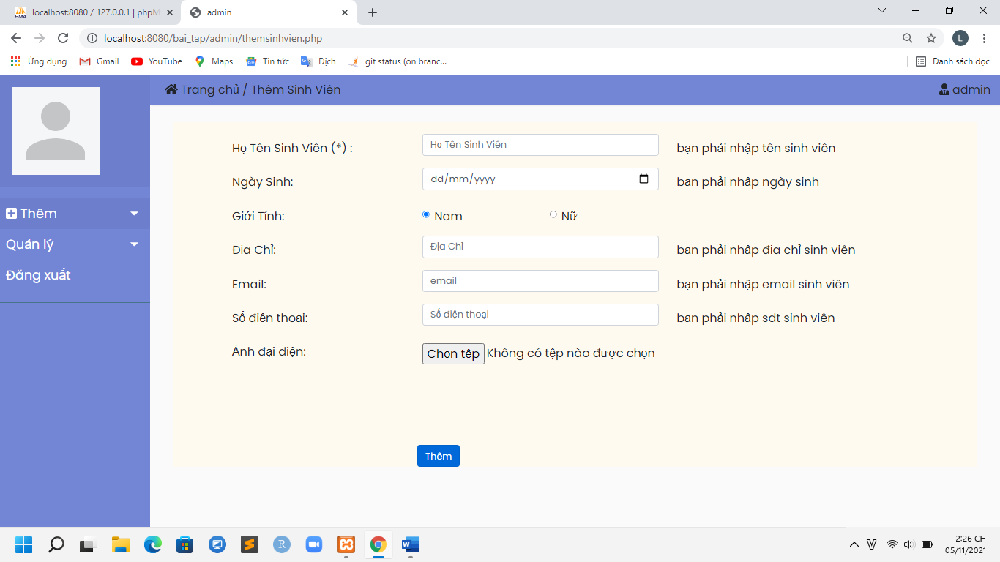 localhost:8080 / 127.0.0.1 | phpM
admin
localhost:8080/bai_tap/admin/themsinhvien.php
L
Ứng dụng
Gmail
YouTube
Maps
Tin tức
Dịch
git status (on branc...
Danh sách đọc
Trang chủ / Thêm Sinh Viên
admin
Thêm
Quản lý
Đăng xuất
Họ Tên Sinh Viên (*) :
Họ Tên Sinh Viên
bạn phải nhập tên sinh viên
Ngày Sinh:
dd/mm/yyyy
bạn phải nhập ngày sinh
Giới Tính:
Nam
Nữ
Địa Chỉ:
Địa Chỉ
bạn phải nhập địa chỉ sinh viên
Email:
email
bạn phải nhập email sinh viên
Số điện thoại:
Số điện thoại
bạn phải nhập sdt sinh viên
Ảnh đại diện:
Chọn tệp Không có tệp nào được chọn
Thêm
2:26 CH
05/11/2021